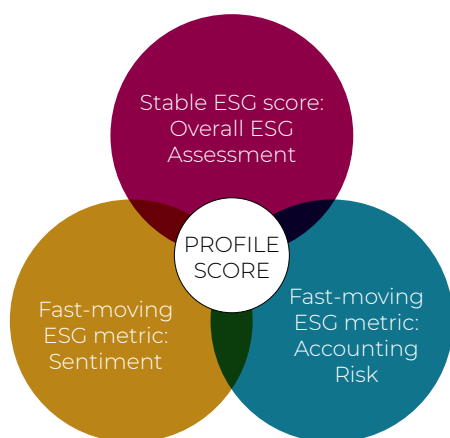 Stable ESG score:
Overall ESG
Assessment
PROFILE
SCORE
Fast-moving
ESG metric:
Sentiment
Fast-moving
ESG metric:
Accounting
Risk